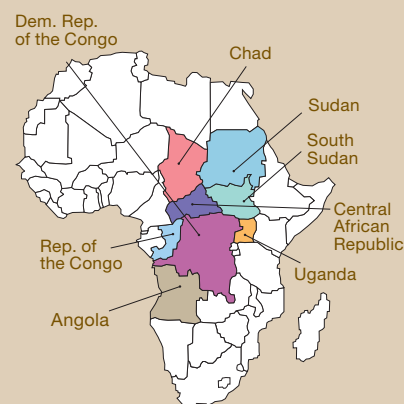 Dem. Rep.
of the Congo
Chad
Sudan
South
Sudan
Central
African
Republic
Rep. of
the Congo
Uganda
Angola